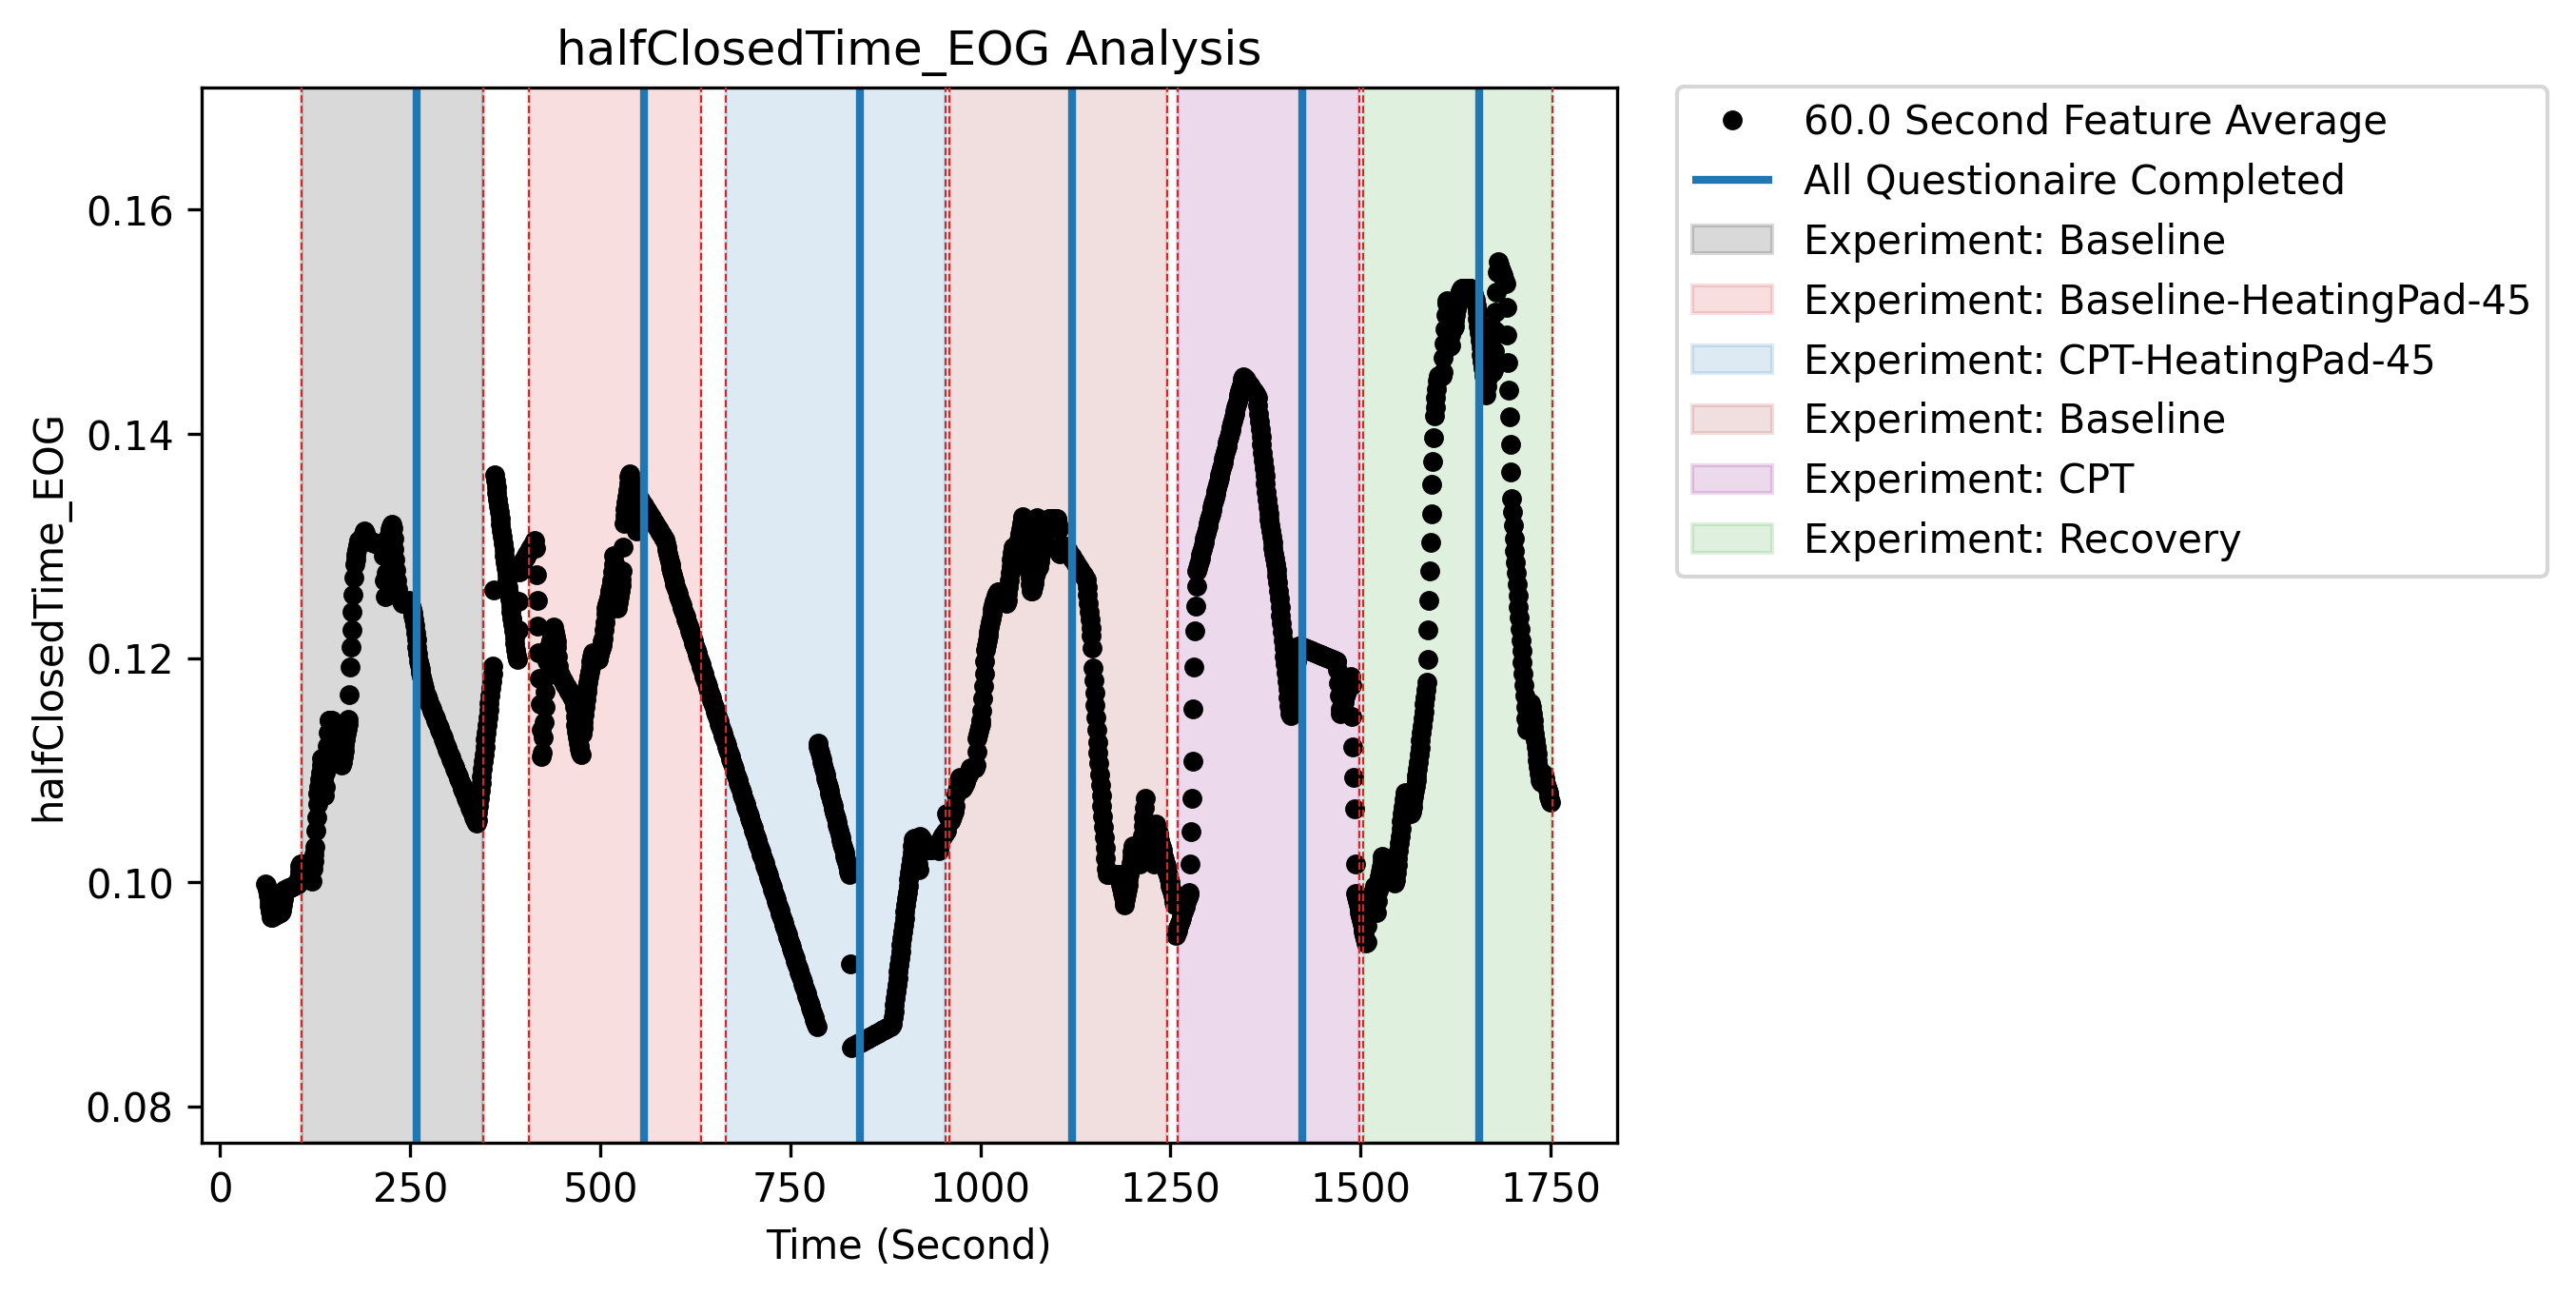 halfClosedTime_EOG Analysis
halfClosedTime_EOG
0.16
0.14
0.12
0.10
0.08
0 250 500 750 1000 1250 1500 1750
Time (Second)
60.0 Second Feature Average
All Questionaire Completed
Experiment: Baseline
Experiment: Baseline-HeatingPad-45
Experiment: CPT-HeatingPad-45
Experiment: Baseline
Experiment: CPT
Experiment: Recovery